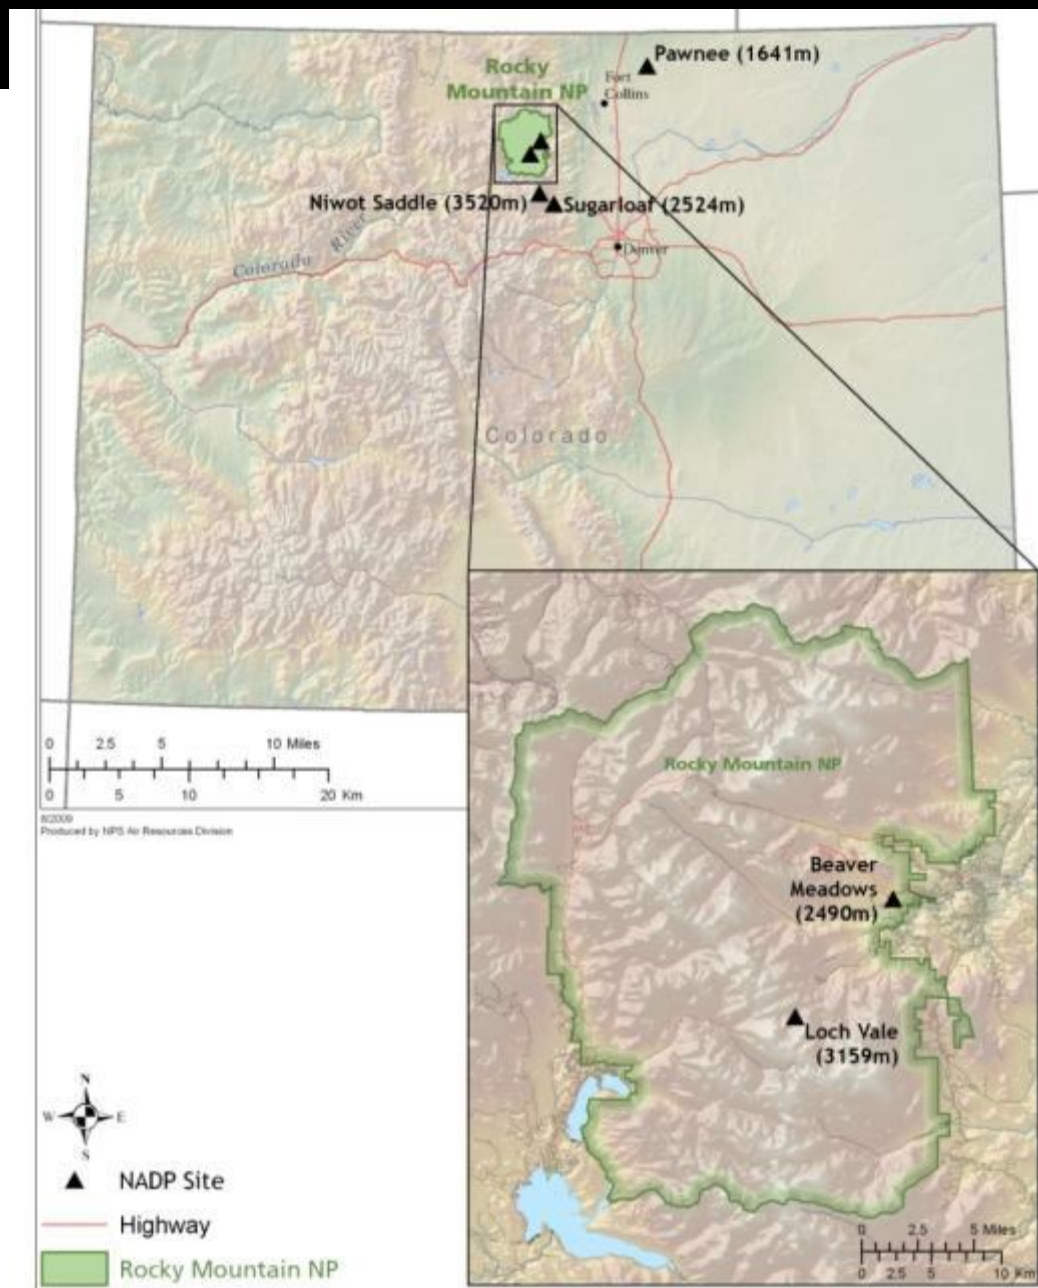 Pawnee (1641m)
Rocky
Mountain NP
Fort
Collins
Niwot Saddle (3520m)
Sugarloaf (2524m)
Colorado River
Denver
Colorado
0 2.5 5 10 Miles
0 5 10 20 Km
8/2009
Produced by NPS Air Resources Division
Rocky Mountain NP
Beaver
Meadows
(2490m)
Loch Vale
(3159m)
N
W E
S
NADP Site
Highway
Rocky Mountain NP
0 2.5 5 Miles
0 2.5 5 10 Km